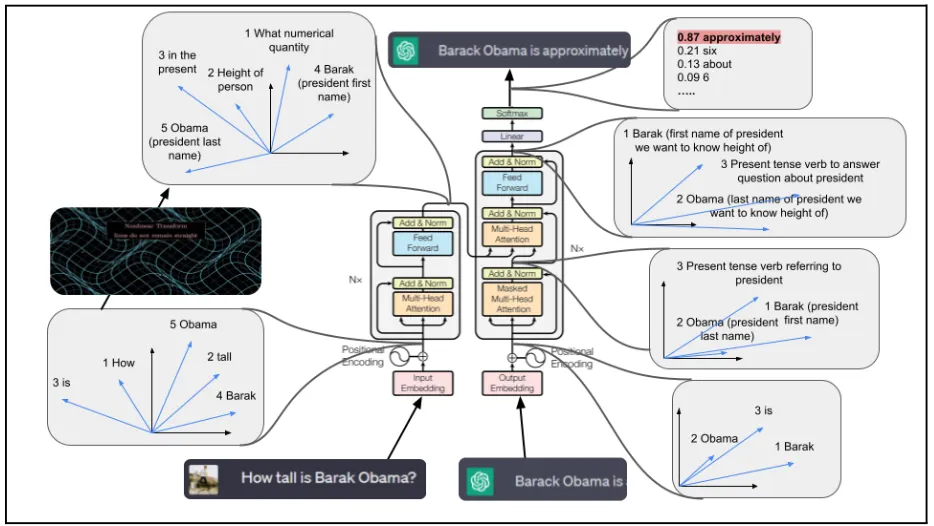 1 What numerical
quantity
3 in the
present
2 Height of
person
4 Barak
(president first
name)
5 Obama
(president last
name)
Barack Obama is approximately
0.87 approximately
0.21 six
0.13 about
0.09 6
.....
Softmax
Linear
Add & Norm
Feed
Forward
Add & Norm
Multi-Head
Attention
Add & Norm
Masked
Multi-Head
Attention
N×
1 Barak (first name of president
we want to know height of)
3 Present tense verb to answer
question about president
2 Obama (last name of president we
want to know height of)
Nonlinear Transform
lines do not remain straight
Add & Norm
Feed
Forward
N×
Add & Norm
Multi-Head
Attention
3 Present tense verb referring to
president
1 Barak (president
first name)
2 Obama (president
last name)
5 Obama
1 How
2 tall
3 is
4 Barak
Positional
Encoding
Input
Embedding
Output
Embedding
Positional
Encoding
3 is
2 Obama
1 Barak
How tall is Barak Obama?
Barack Obama is